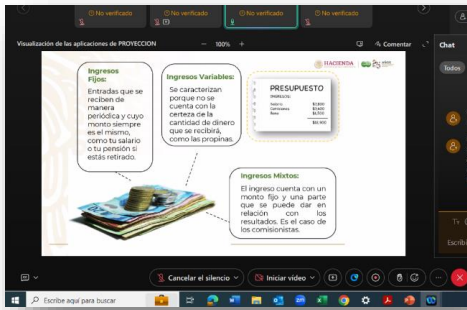 No verificado
No verificado
No verificado
No verificado
Visualización de las aplicaciones de PROYECCION
100%
Comentar
Chat
Todos
HACIENDA
Ingresos
Fijos:
Entradas que se
reciben de
manera
periódica y cuyo
monto siempre
es el mismo,
como tu salario
o tu pensión si
estás retirado.
Ingresos Variables:
Se caracterizan
porque no se
cuenta con la
certeza de la
cantidad de dinero
que se recibirá,
como las propinas.
PRESUPUESTO
Salario
Comisiones
Renta
Ingresos Mixtos:
El ingreso cuenta con un
monto fijo y una parte
que se puede dar en
relación con los
resultados. Es el caso de
los comisionistas.
Escribi
Cancelar el silencio
Iniciar vídeo
Escribe aquí para buscar